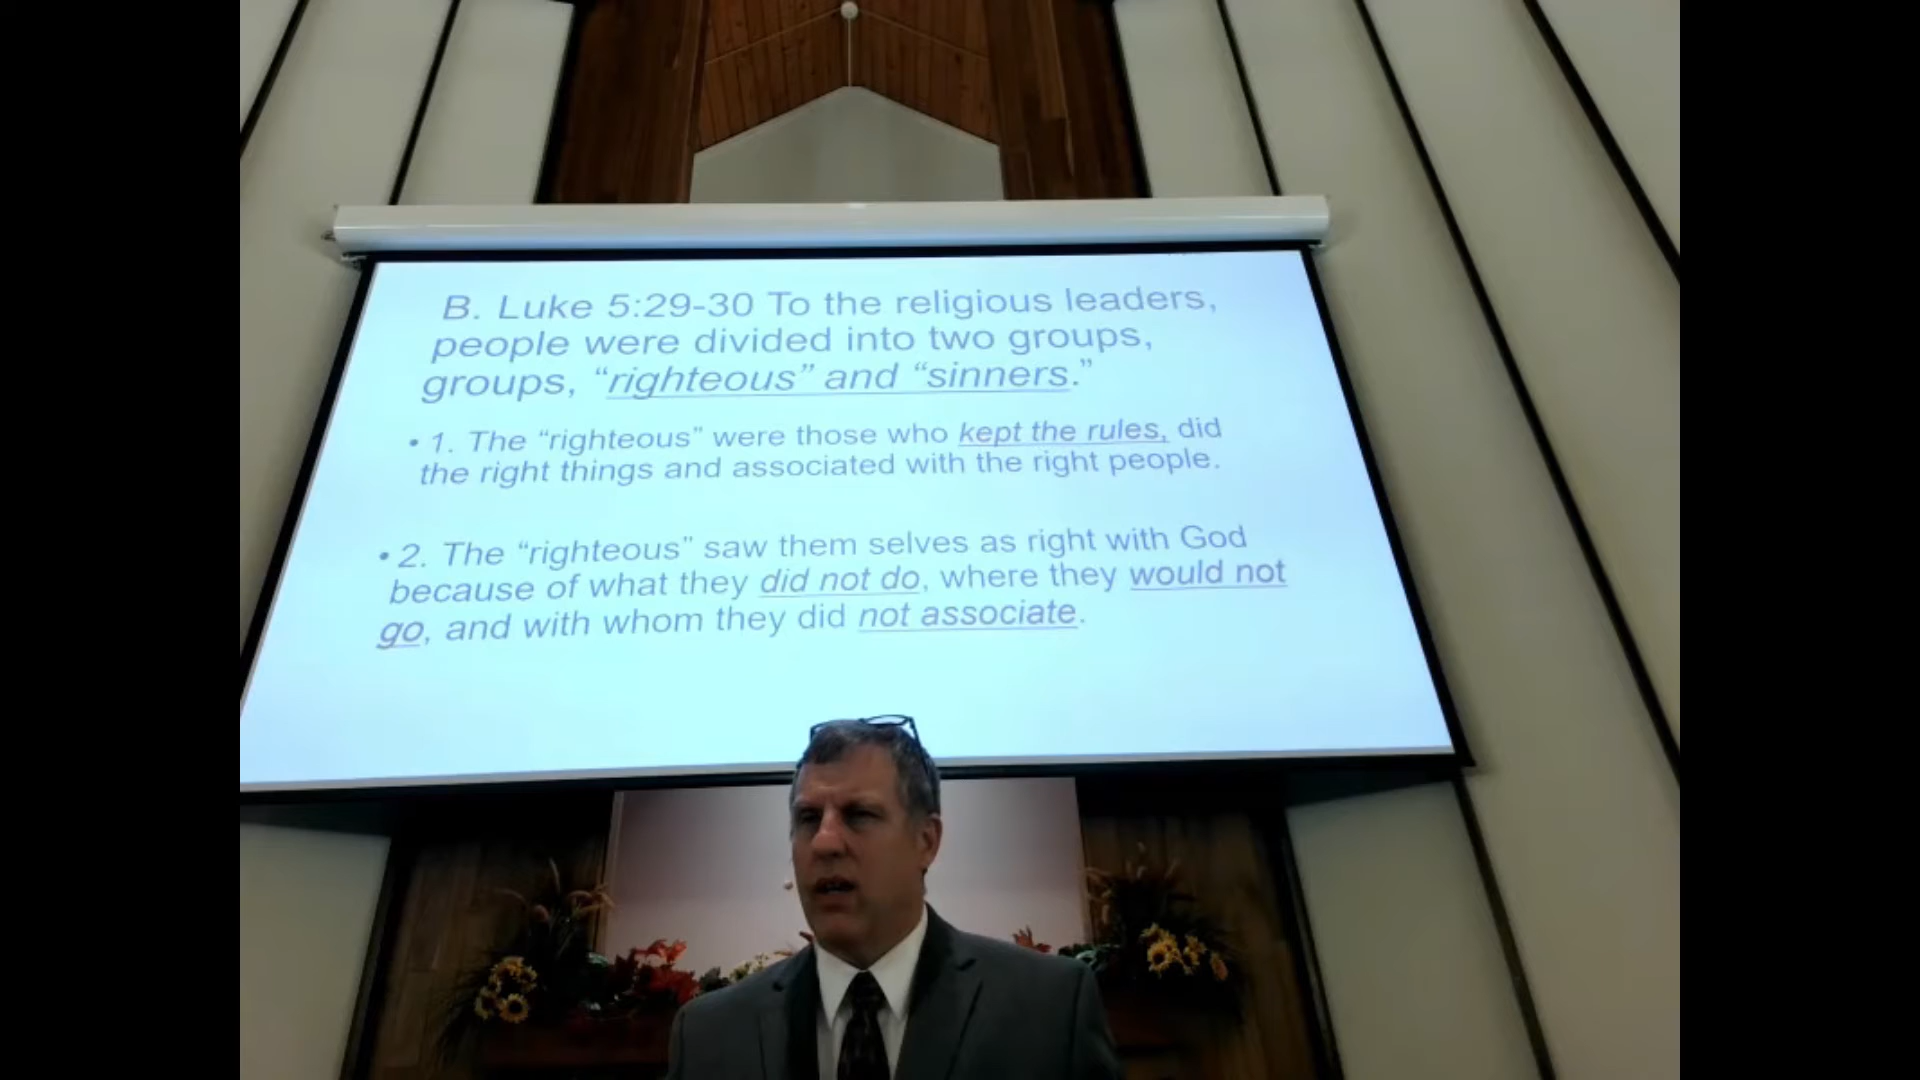 B. Luke 5:29-30 To the religious leaders,
people were divided into two groups,
groups, “righteous” and “sinners.”
• 1. The “righteous” were those who kept the rules, did
the right things and associated with the right people.
• 2. The “righteous” saw them selves as right with God
because of what they did not do, where they would not
go, and with whom they did not associate.